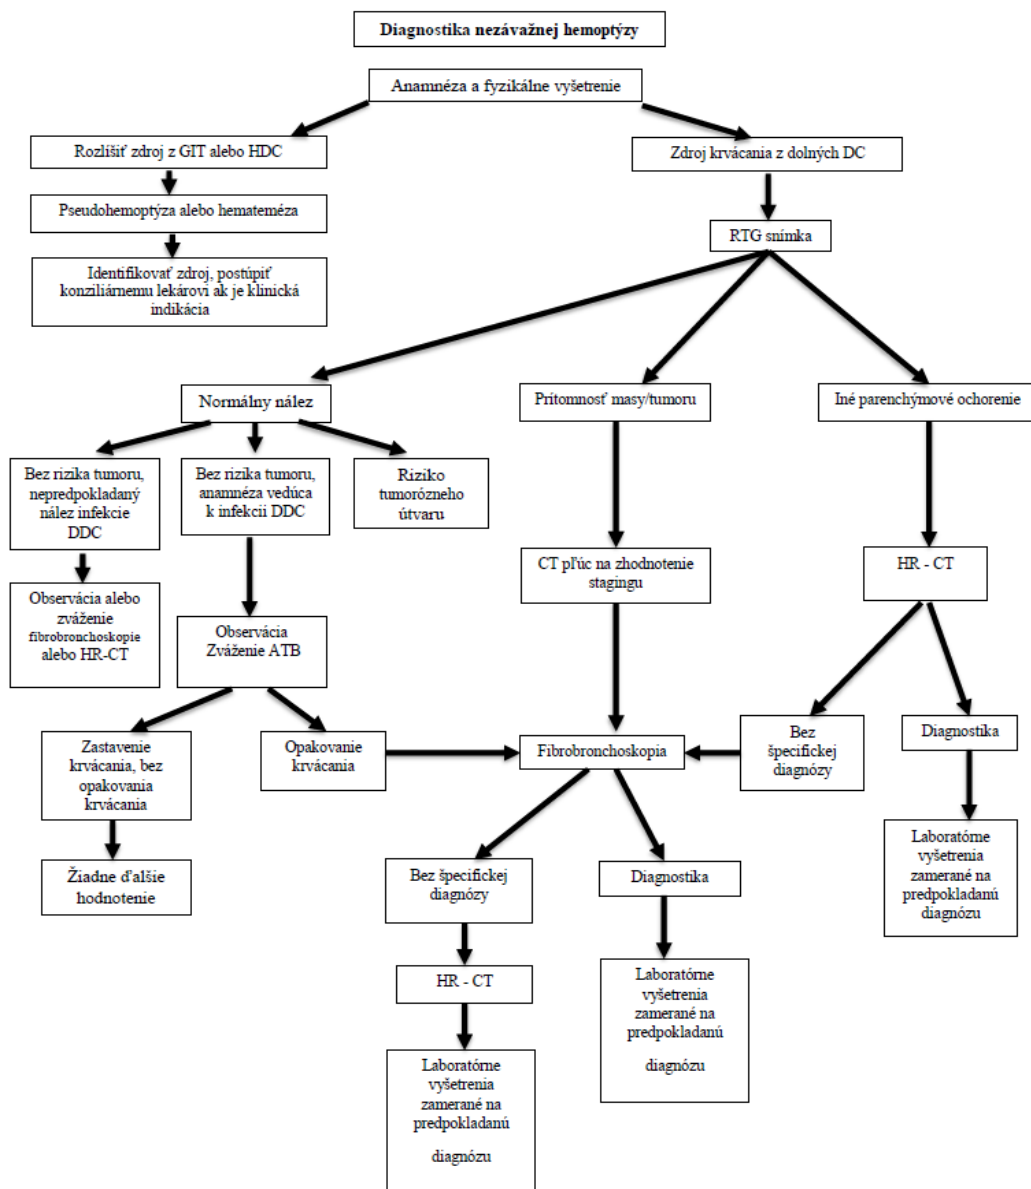 Diagnostika nezávažnej hemoptýzy
Anamnéza a fyzikálne vyšetrenie
Rozlíšiť zdroj z GIT alebo HDC
Zdroj krvácania z dolných DC
Pseudohemoptýza alebo hemateméza
RTG snímka
Identifikovať zdroj, postúpiť
konziliárnemu lekárovi ak je klinická
indikácia
Normálny nález
Prítomnosť masy/tumoru
Iné parenchýmové ochorenie
Bez rizika tumoru,
nepredpokladaný
nález infekcie
DDC
Bez rizika tumoru,
anamnéza vedúca
k infekcii DDC
Riziko
tumorózneho
útvaru
CT pľúc na zhodnotenie
stagingu
HR - CT
Observácia alebo
zváženie
fibrobronchoskopie
alebo HR-CT
Observácia
Zváženie ATB
Zastavenie
krvácania, bez
opakovania
krvácania
Opakovanie
krvácania
Fibrobronchoskopia
Bez
špecifickej
diagnózy
Diagnostika
Žiadne ďalšie
hodnotenie
Bez špecifickej
diagnózy
Diagnostika
Laboratórne
vyšetrenia
zamerané na
predpokladanú
diagnózu
HR - CT
Laboratórne
vyšetrenia
zamerané na
predpokladanú
diagnózu
Laboratórne
vyšetrenia
zamerané na
predpokladanú
diagnózu